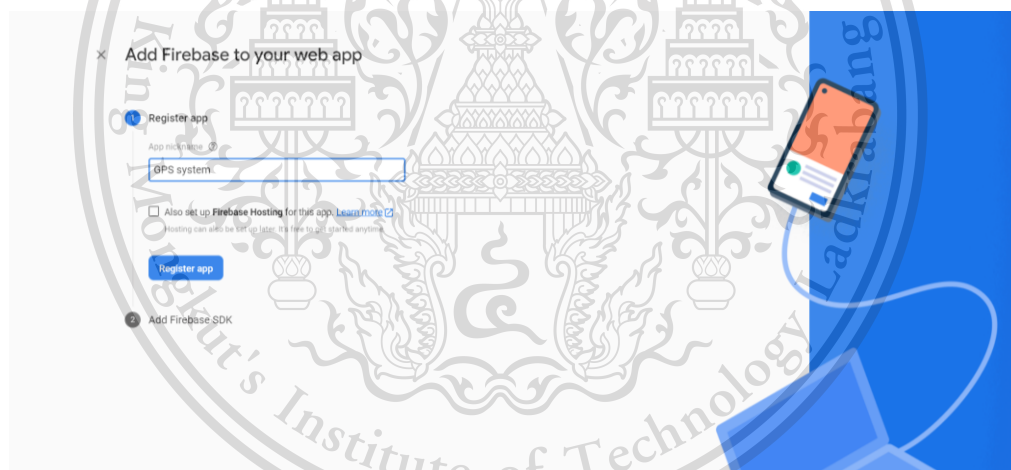 × Add Firebase to your web app
1 Register app
App nickname
GPS system
Also set up Firebase Hosting for this app. Learn more
Hosting can also be set up later. It's free to get started anytime.
Register app
2 Add Firebase SDK
King Mongkut's Institute of Technology Ladkrabang